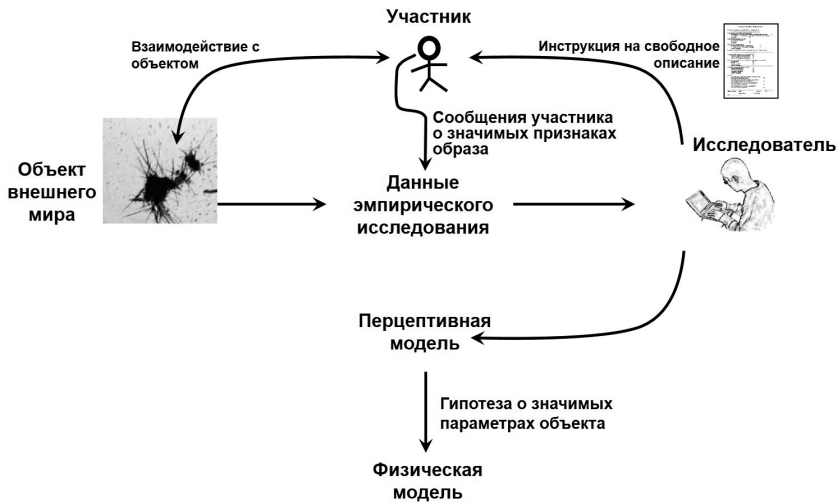 Участник
Взаимодействие с
объектом
Инструкция на свободное
описание
Сообщения участника
о значимых признаках
образа
Исследователь
Объект
внешнего
мира
Данные
эмпирического
исследования
Перцептивная
модель
Гипотеза о значимых
параметрах объекта
Физическая
модель